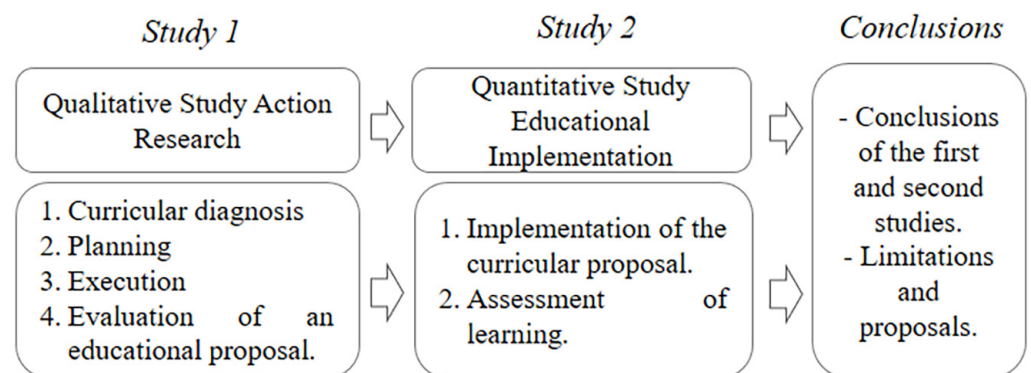 Study 1
Qualitative Study Action
Research
1. Curricular diagnosis
2. Planning
3. Execution
4. Evaluation of an
educational proposal.
Study 2
Quantitative Study
Educational
Implementation
1. Implementation of the
curricular proposal.
2. Assessment of
learning.
Conclusions
- Conclusions
of the first
and second
studies.
- Limitations
and
proposals.